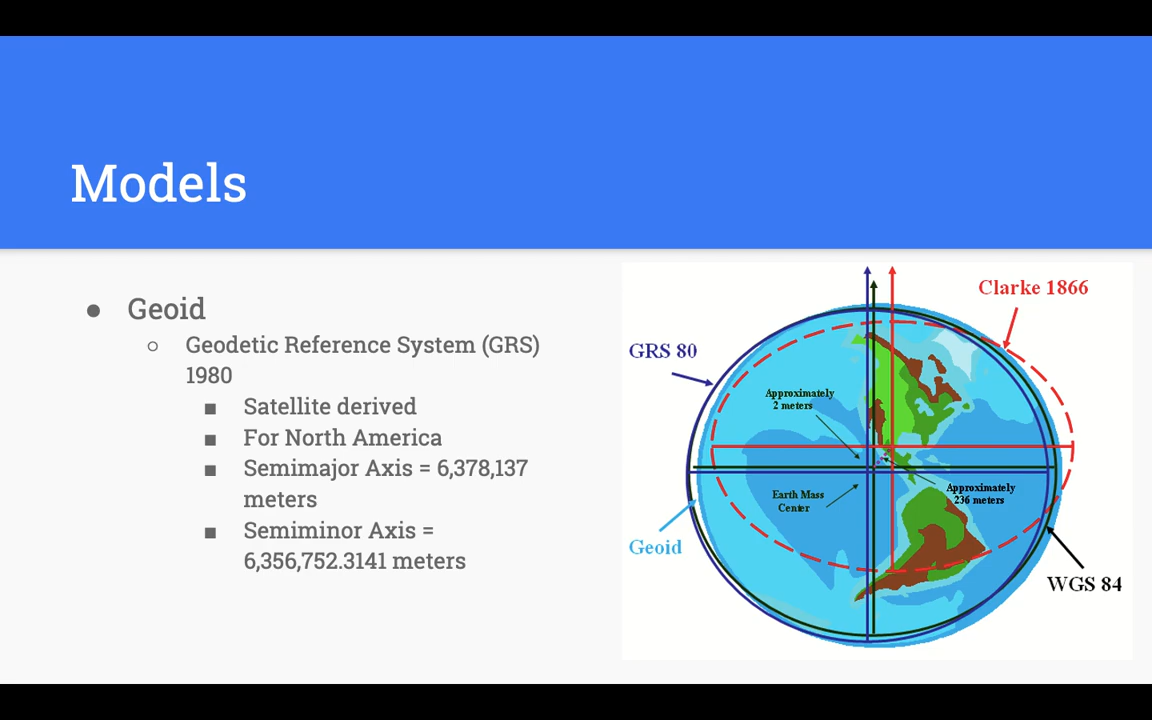 Models
Geoid
Geodetic Reference System (GRS)
1980
Satellite derived
For North America
Semimajor Axis = 6,378,137
meters
Semiminor Axis =
6,356,752.3141 meters
Clarke 1866
GRS 80
Approximately
2 meters
Approximately
236 meters
Earth Mass
Center
Geoid
WGS 84